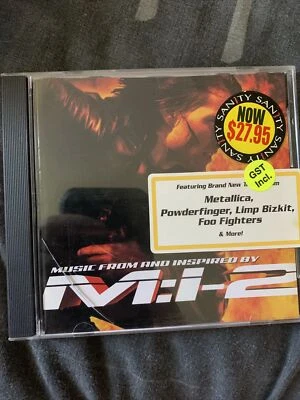 SANITY SANITY SANITY SANITY
NOW
$27.95
GST
Incl.
Featuring Brand New
Metallica,
Powderfinger, Limp Bizkit,
Foo Fighters
& More!
MUSIC FROM AND INSPIRED BY
M:I-2